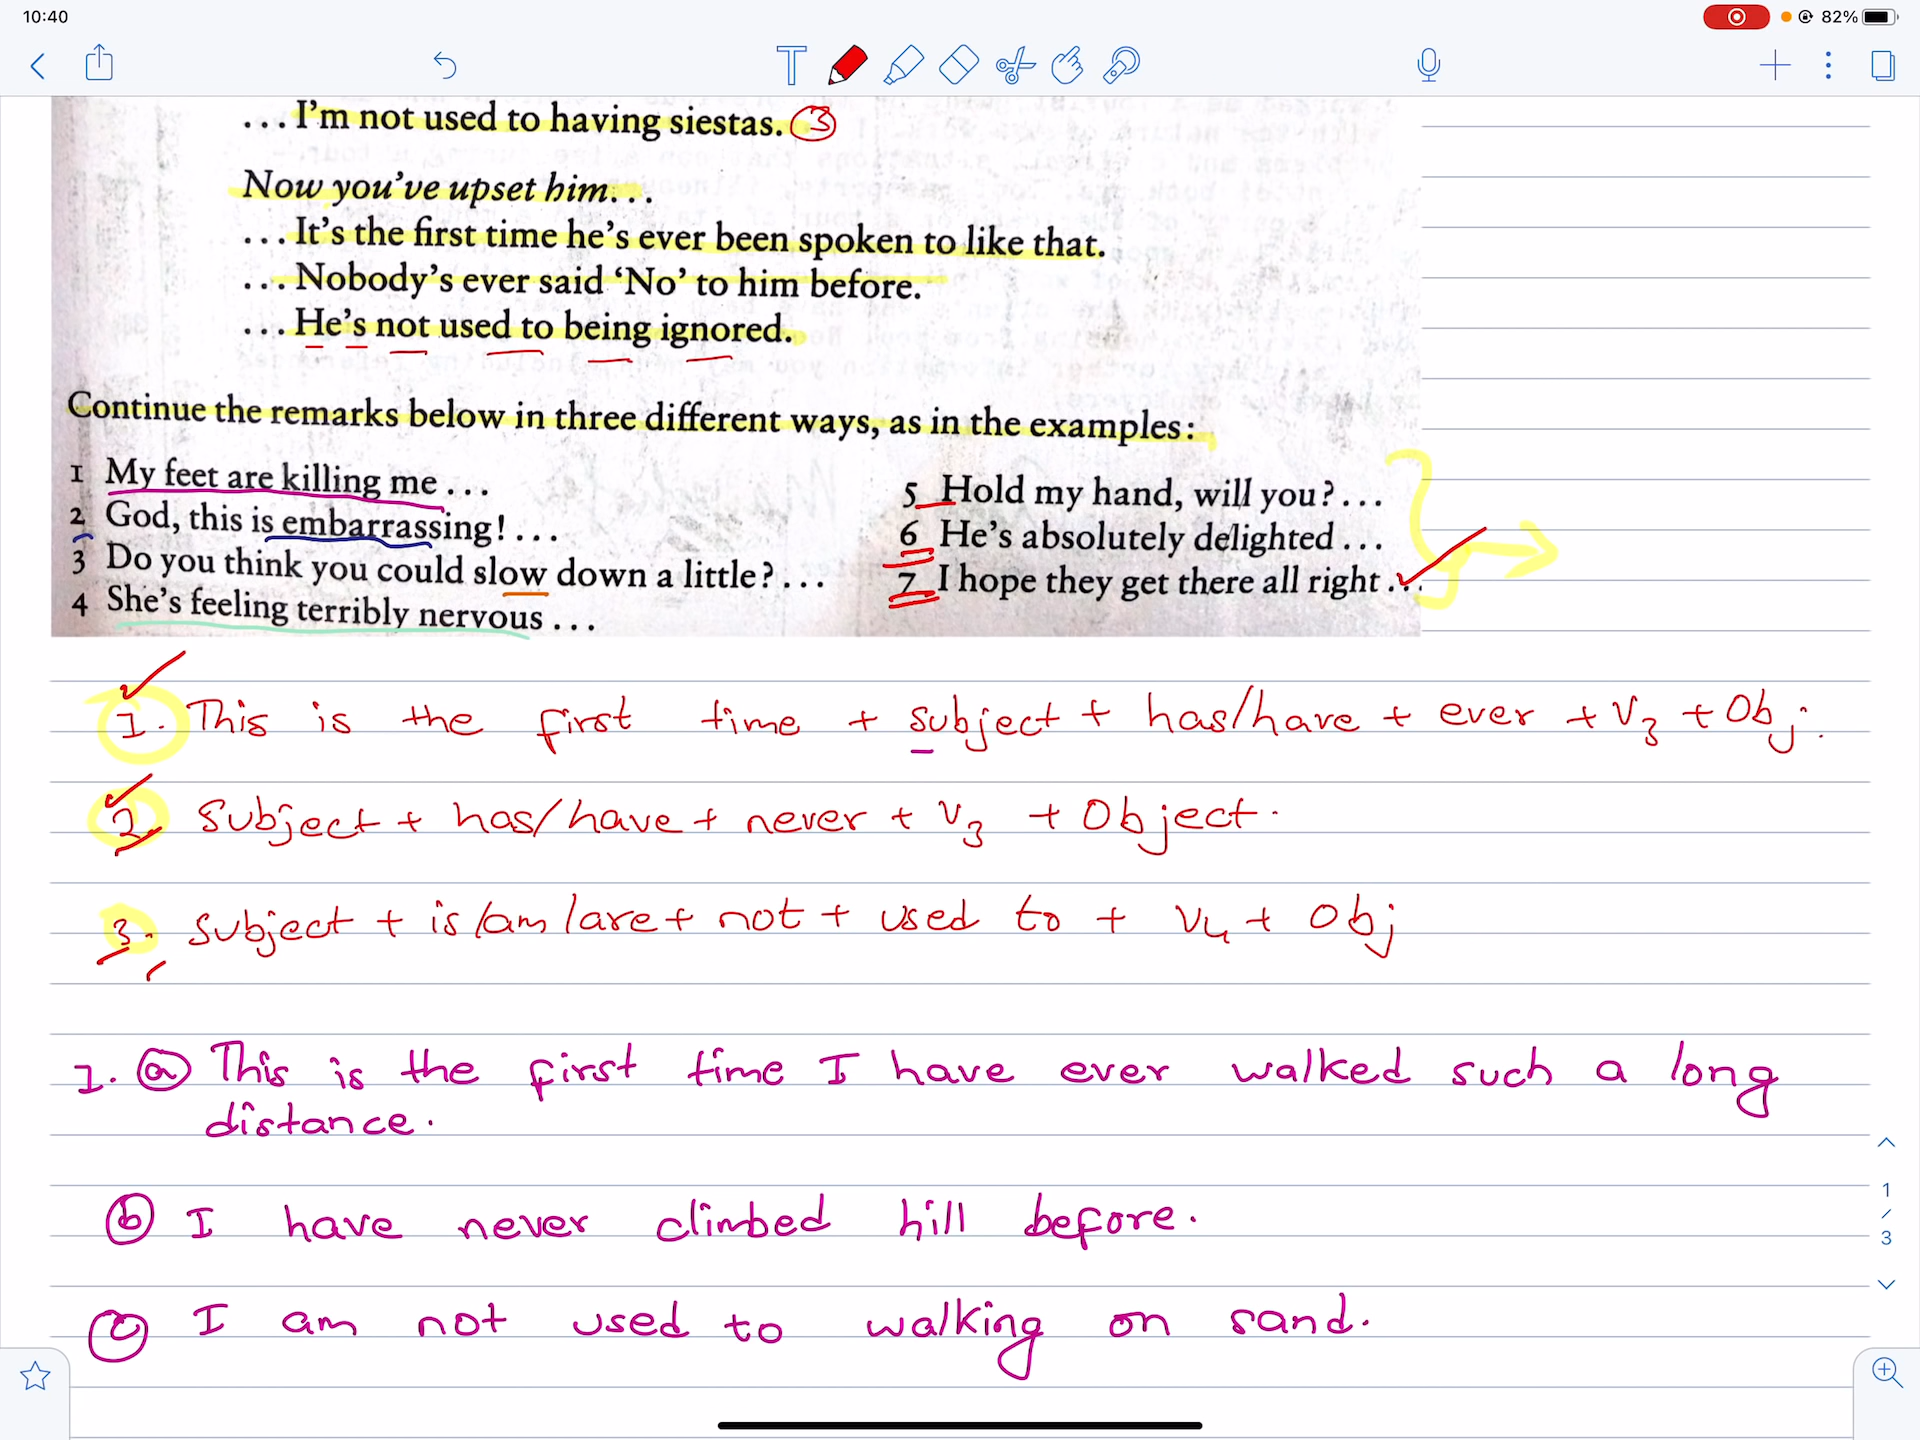 10:40
82%
...I'm not used to having siestas. 3
Now you've upset him...
...It's the first time he's ever been spoken to like that.
...Nobody's ever said ‘No’ to him before.
...He's not used to being ignored.
Continue the remarks below in three different ways, as in the examples:
1 My feet are killing me...
2 God, this is embarrassing!...
3 Do you think you could slow down a little?...
4 She's feeling terribly nervous...
5 Hold my hand, will you?...
6 He's absolutely delighted...
7 I hope they get there all right...
1. This is the first time + subject + has/have + ever + V3 + Obj.
2. Subject + has/have + never + V3 + Object.
3. Subject + is/am/are + not + used to + V4 + Obj
1. a This is the first time I have ever walked such a long
distance.
b I have never climbed hill before.
c I am not used to walking on sand.
1
/
3